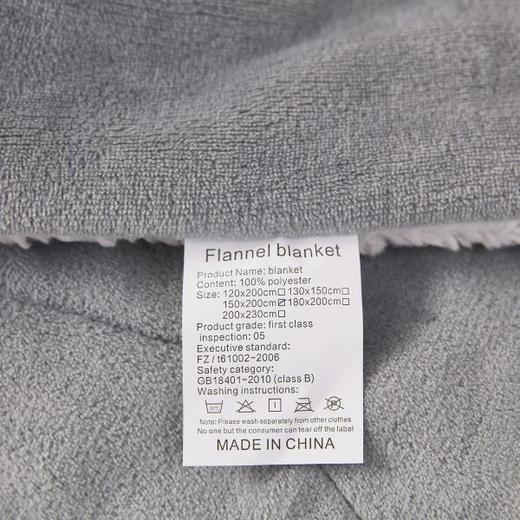 Flannel blanket
Product Name: blanket
Content: 100% polyester
Size: 120x200cm☐ 130x150cm☐
150x200cm☑ 180x200cm☐
200x230cm☐
Product grade: first class
inspection: 05
Executive standard:
FZ / t61002-2006
Safety category:
GB18401-2010 (class B)
Washing instructions:
Note: Please wash separately from other clothes
No one but the consumer can tear off the label
MADE IN CHINA